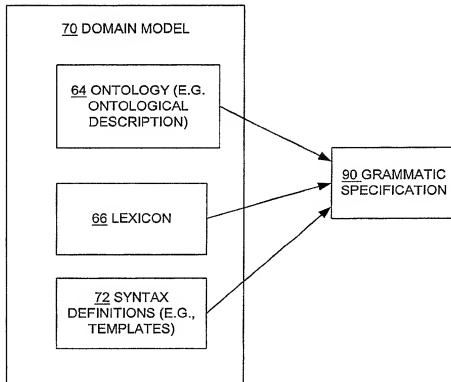 70 DOMAIN MODEL
64 ONTOLOGY (E.G.
ONTOLOGICAL
DESCRIPTION)
90 GRAMMATIC
SPECIFICATION
66 LEXICON
72 SYNTAX
DEFINITIONS (E.G.,
TEMPLATES)